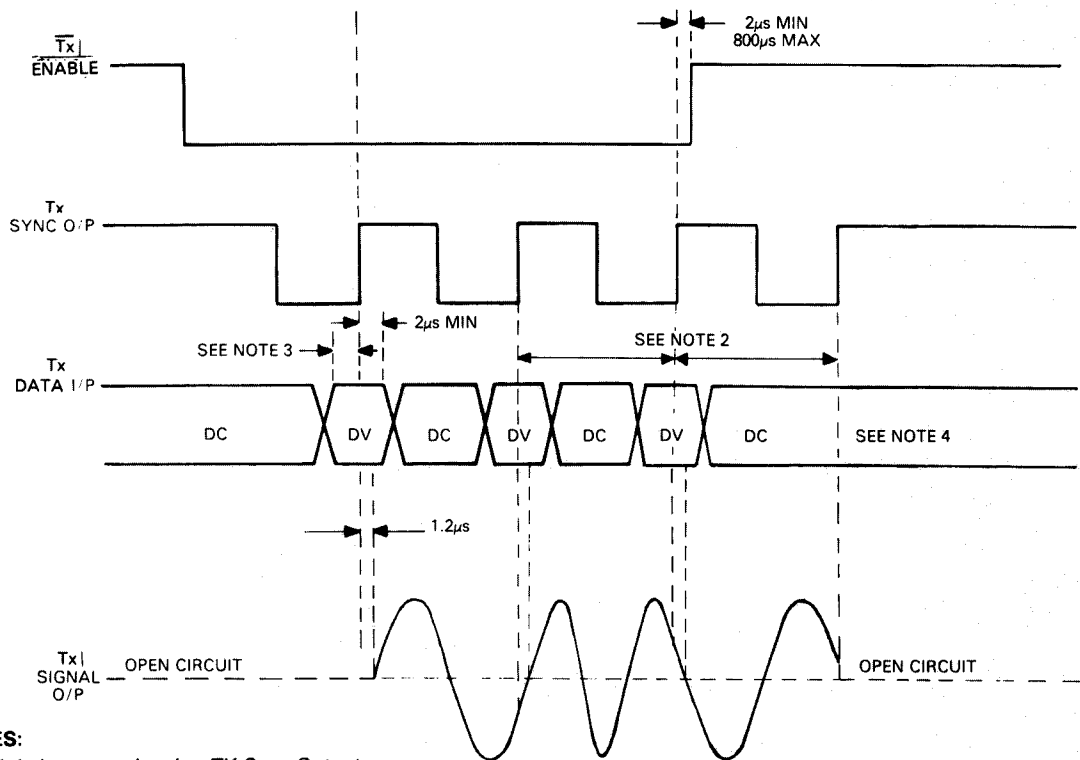 2µs MIN
800µs MAX
Tx
ENABLE
Tx
SYNC O/P
2µs MIN
SEE NOTE 3
SEE NOTE 2
Tx
DATA I/P
DC
DV
DC
DV
DC
DV
DC
SEE NOTE 4
1.2µs
Tx
SIGNAL
O/P
OPEN CIRCUIT
OPEN CIRCUIT
ES: